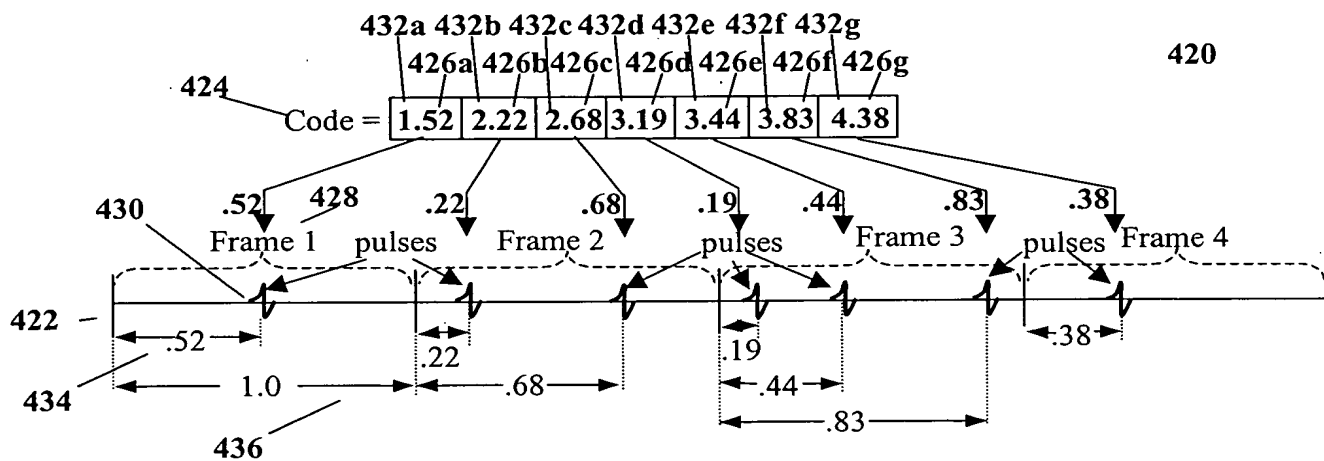 432a 432b 432c 432d 432e 432f 432g
420
426a 426b 426c 426d 426e 426f 426g
424
Code = 1.52 2.22 2.68 3.19 3.44 3.83 4.38
430 .52 428 .22 .68 .19 .44 .83 .38
Frame 1 pulses Frame 2 pulses Frame 3 pulses Frame 4
422
.52 .22 .19 .38
434 1.0 .68 .44
436 .83